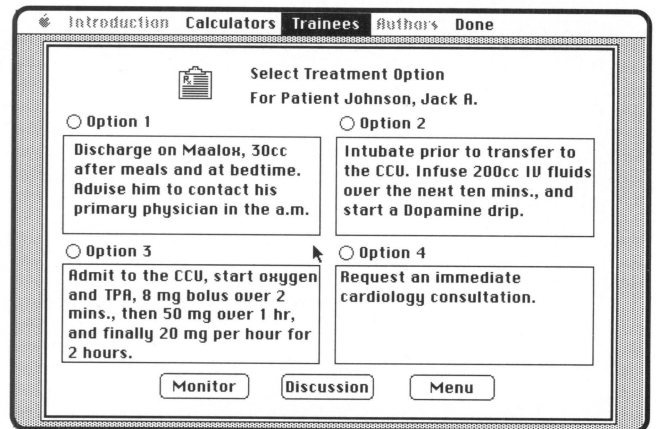 Introduction Calculators Trainees Authors Done
Rx
Select Treatment Option
For Patient Johnson, Jack A.
Option 1
Discharge on Maalox, 30cc
after meals and at bedtime.
Advise him to contact his
primary physician in the a.m.
Option 2
Intubate prior to transfer to
the CCU. Infuse 200cc IV fluids
over the next ten mins., and
start a Dopamine drip.
Option 3
Admit to the CCU, start oxygen
and TPA, 8 mg bolus over 2
mins., then 50 mg over 1 hr,
and finally 20 mg per hour for
2 hours.
Option 4
Request an immediate
cardiology consultation.
Monitor Discussion Menu